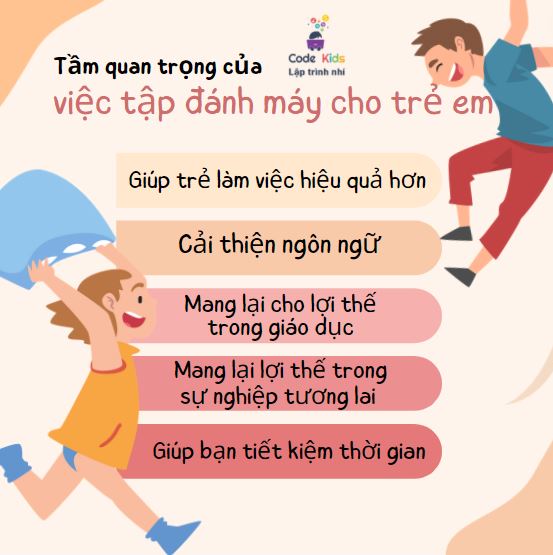 Code Kids
Lập trình nhí
Tầm quan trọng của
việc tập đánh máy cho trẻ em
Giúp trẻ làm việc hiệu quả hơn
Cải thiện ngôn ngữ
Mang lại cho lợi thế
trong giáo dục
Mang lại lợi thế trong
sự nghiệp tương lai
Giúp bạn tiết kiệm thời gian